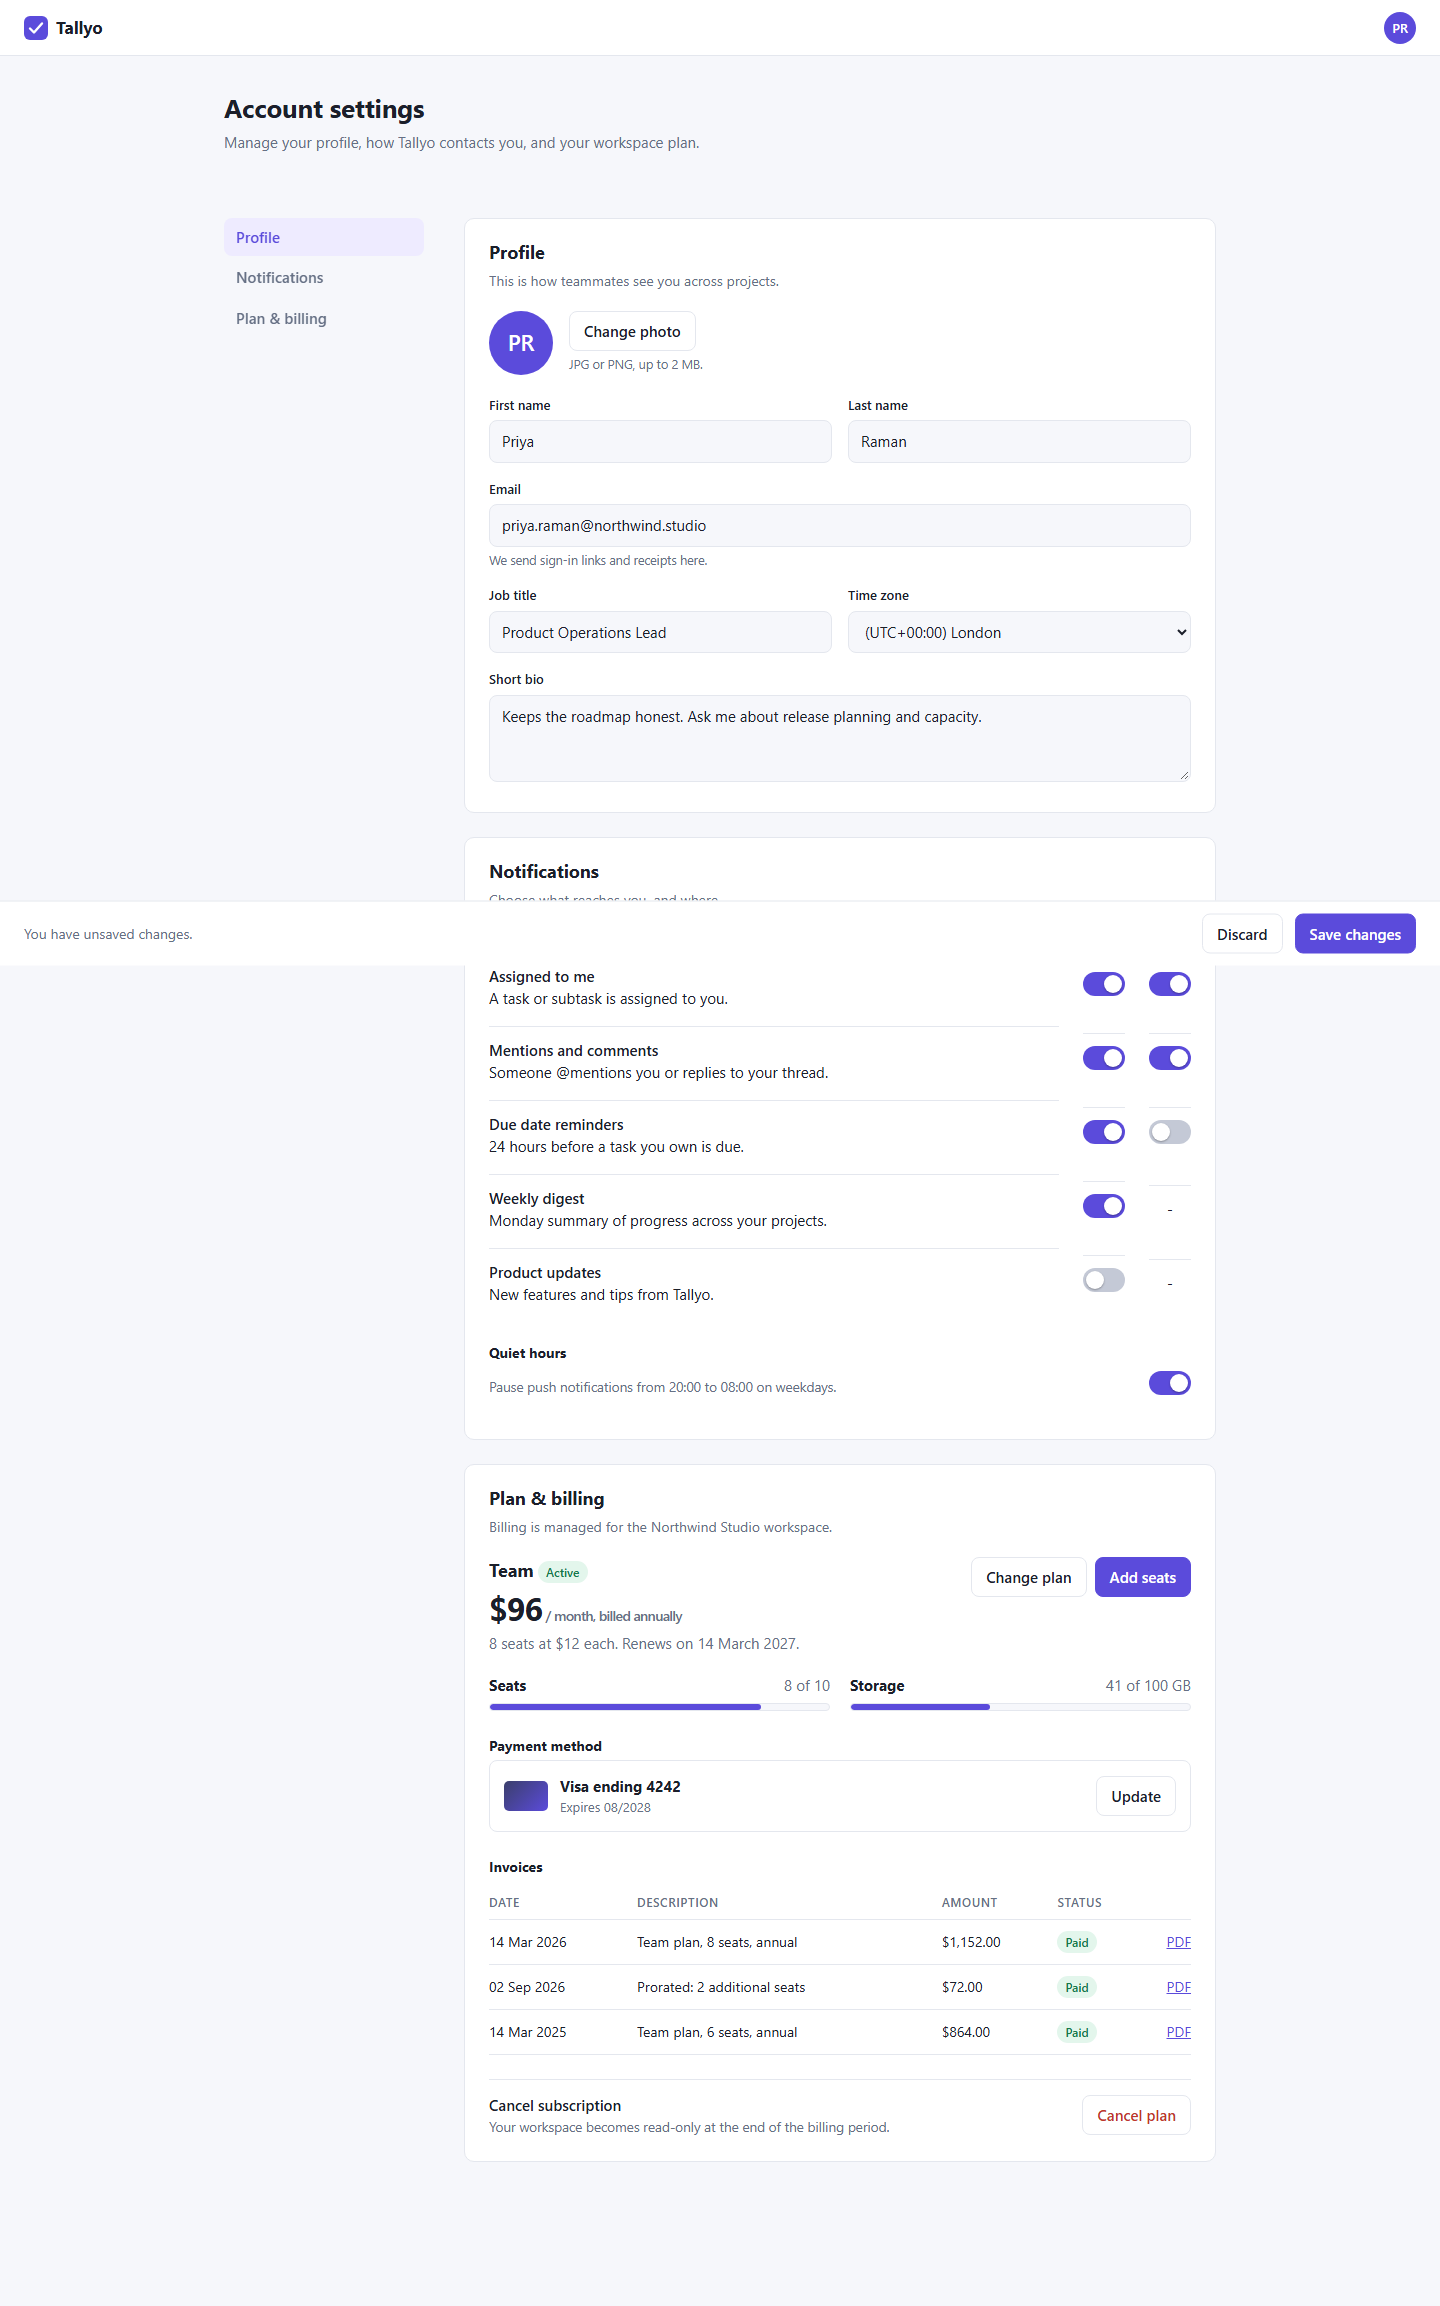 Tallyo
PR
Account settings
Manage your profile, how Tallyo contacts you, and your workspace plan.
Profile
Notifications
Plan & billing
Profile
This is how teammates see you across projects.
PR
Change photo
JPG or PNG, up to 2 MB.
First name
Last name
Priya
Raman
Email
priya.raman@northwind.studio
We send sign-in links and receipts here.
Job title
Time zone
Product Operations Lead
(UTC+00:00) London
Short bio
Keeps the roadmap honest. Ask me about release planning and capacity.
Notifications
Choose what reaches you, and where.
You have unsaved changes.
Discard
Save changes
Assigned to me
A task or subtask is assigned to you.
Mentions and comments
Someone @mentions you or replies to your thread.
Due date reminders
24 hours before a task you own is due.
Weekly digest
Monday summary of progress across your projects.
-
Product updates
New features and tips from Tallyo.
-
Quiet hours
Pause push notifications from 20:00 to 08:00 on weekdays.
Plan & billing
Billing is managed for the Northwind Studio workspace.
Team Active
Change plan
Add seats
$96 / month, billed annually
8 seats at $12 each. Renews on 14 March 2027.
Seats 8 of 10
Storage 41 of 100 GB
Payment method
Visa ending 4242
Expires 08/2028
Update
Invoices
DATE DESCRIPTION AMOUNT STATUS
14 Mar 2026 Team plan, 8 seats, annual $1,152.00 Paid PDF
02 Sep 2026 Prorated: 2 additional seats $72.00 Paid PDF
14 Mar 2025 Team plan, 6 seats, annual $864.00 Paid PDF
Cancel subscription
Your workspace becomes read-only at the end of the billing period.
Cancel plan